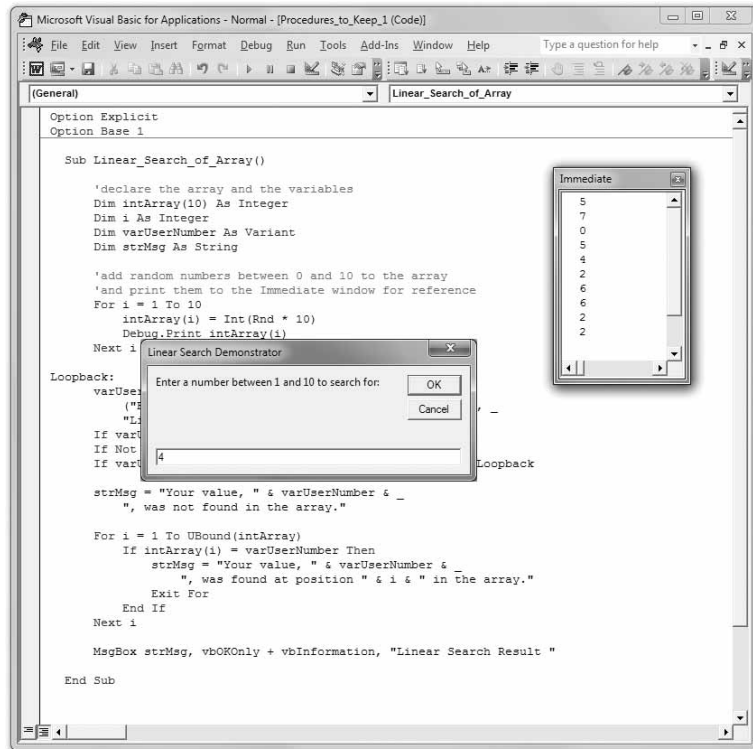 Microsoft Visual Basic for Applications - Normal - [Procedures_to_Keep_1 (Code)]
File Edit View Insert Format Debug Run Tools Add-Ins Window Help Type a question for help
(General) Linear_Search_of_Array
Option Explicit
Option Base 1
Sub Linear_Search_of_Array()
'declare the array and the variables
Dim intArray(10) As Integer
Dim i As Integer
Dim varUserNumber As Variant
Dim strMsg As String
'add random numbers between 0 and 10 to the array
'and print them to the Immediate window for reference
For i = 1 To 10
intArray(i) = Int(Rnd * 10)
Debug.Print intArray(i)
Next i
Loopback:
varUse
("
, _
"Li
If var
If Not
If var
Loopback
strMsg = "Your value, " & varUserNumber & _
", was not found in the array."
For i = 1 To UBound(intArray)
If intArray(i) = varUserNumber Then
strMsg = "Your value, " & varUserNumber & _
", was found at position " & i & " in the array."
Exit For
End If
Next i
MsgBox strMsg, vbOKOnly + vbInformation, "Linear Search Result "
End Sub
Linear Search Demonstrator
Enter a number between 1 and 10 to search for:
OK
Cancel
4
Immediate
5
7
0
5
4
2
6
6
2
2